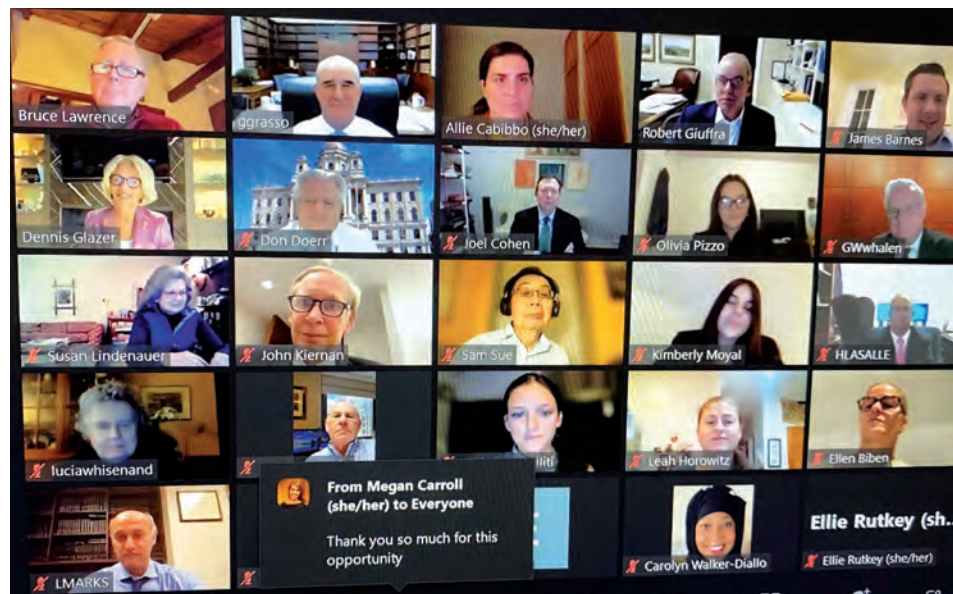 Bruce Lawrence
ggrasso
Allie Cabibbo (she/her)
Robert Giuffra
James Barnes
Dennis Glazer
Don Doerr
Joel Cohen
Olivia Pizzo
GWwhalen
Susan Lindenauer
John Kiernan
Sam Sue
Kimberly Moyal
HLASALLE
luciawhisenand
Leah Horowitz
Ellen Biben
From Megan Carroll
(she/her) to Everyone
Thank you so much for this
opportunity
LMARKS
Carolyn Walker-Diallo
Ellie Rutkey (sh..
Ellie Rutkey (she/her)